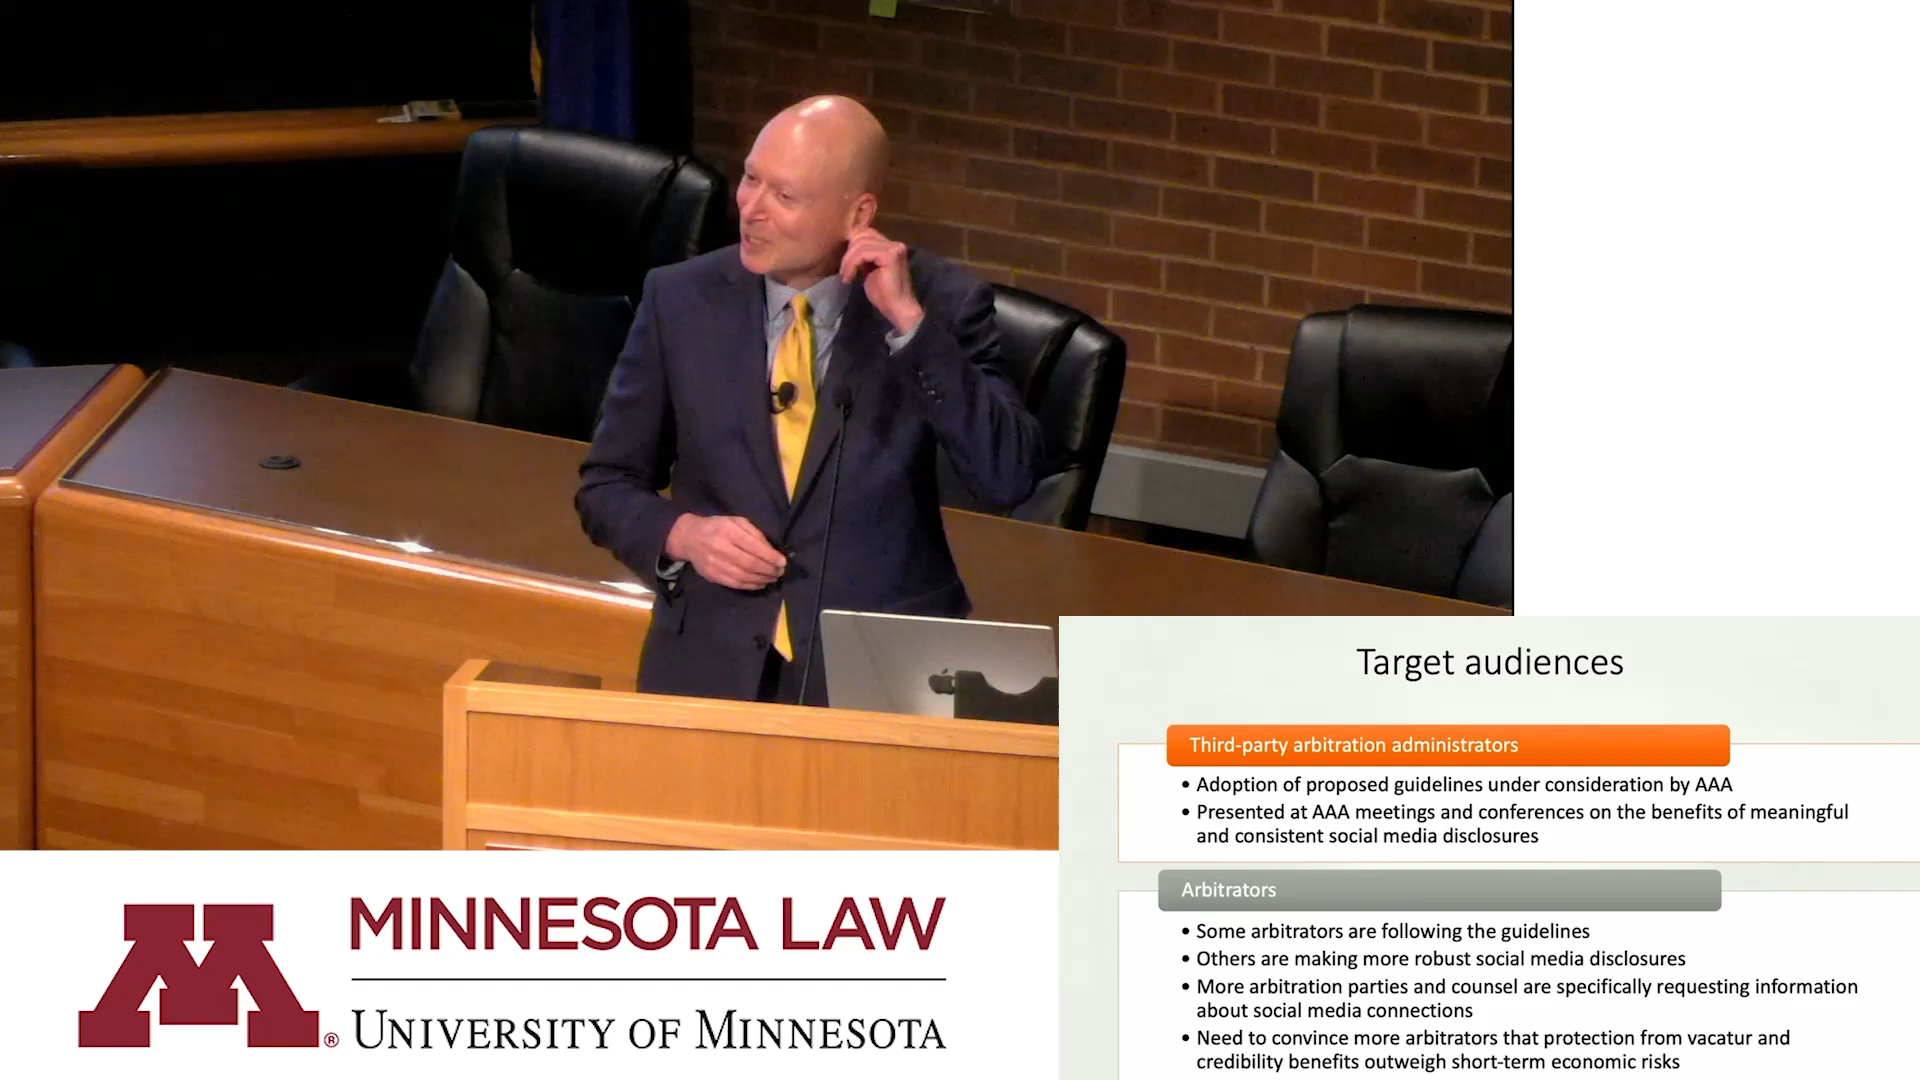 Target audiences
Third-party arbitration administrators
• Adoption of proposed guidelines under consideration by AAA
• Presented at AAA meetings and conferences on the benefits of meaningful
and consistent social media disclosures
Arbitrators
• Some arbitrators are following the guidelines
• Others are making more robust social media disclosures
• More arbitration parties and counsel are specifically requesting information
about social media connections
• Need to convince more arbitrators that protection from vacatur and
credibility benefits outweigh short-term economic risks
M®
MINNESOTA LAW
UNIVERSITY OF MINNESOTA